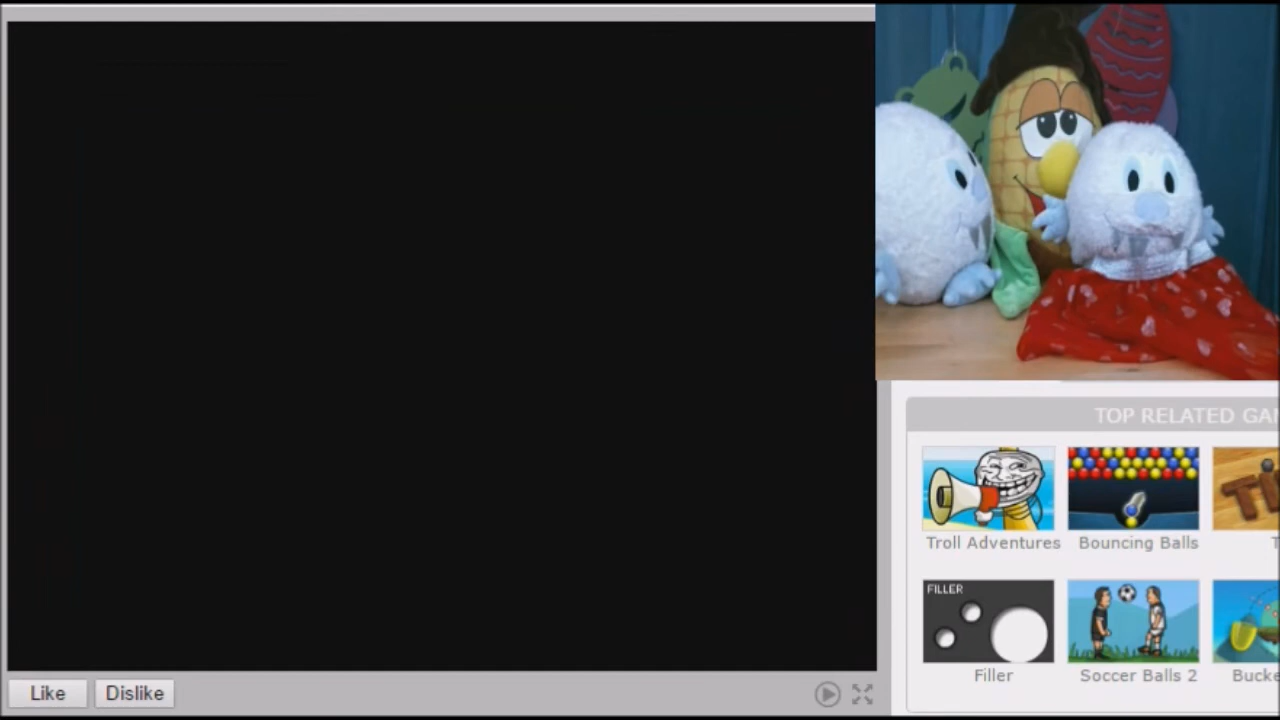 TOP RELATED GA
Troll Adventures
Bouncing Balls
FILLER
Filler
Soccer Balls 2
Bucke
Like
Dislike